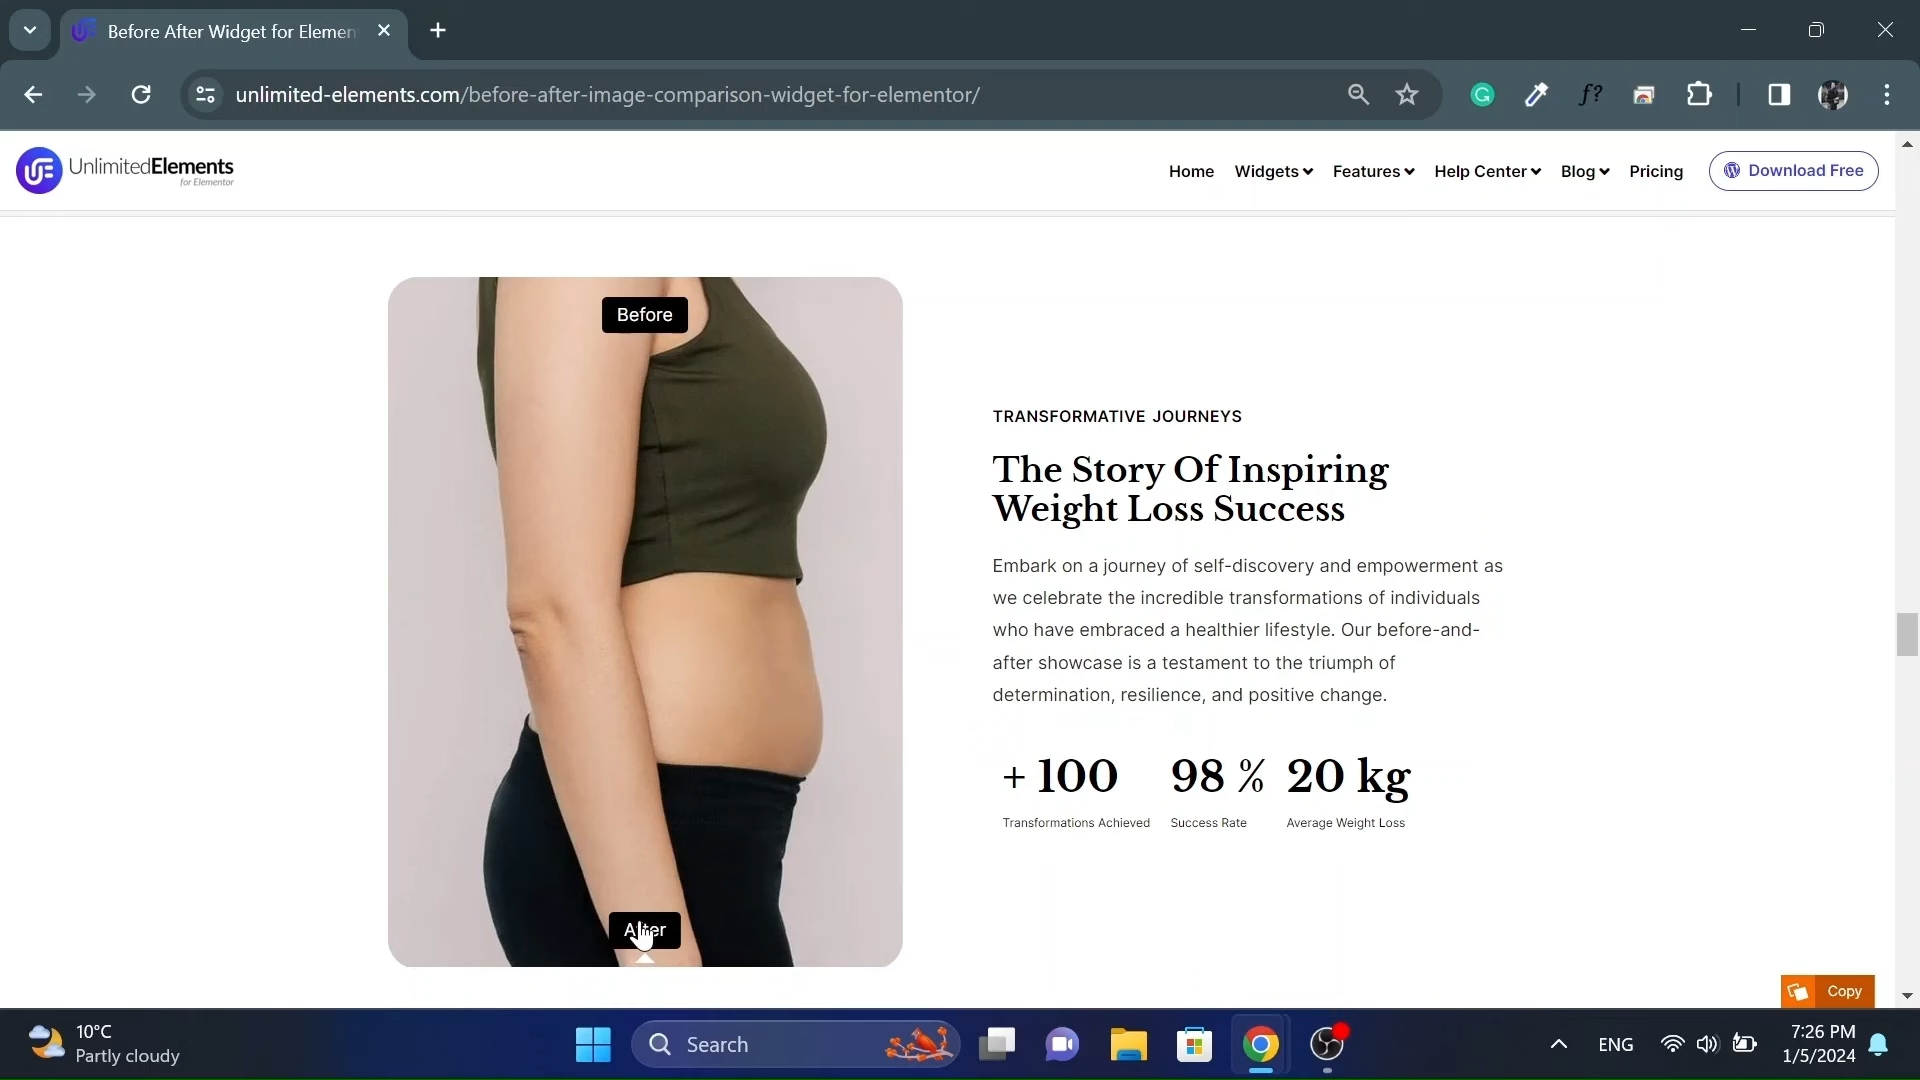 Before After Widget for Elemen
unlimited-elements.com/before-after-image-comparison-widget-for-elementor/
UnlimitedElements
for Elementor
Home
Widgets
Features
Help Center
Blog
Pricing
Download Free
Before
After
TRANSFORMATIVE JOURNEYS
The Story Of Inspiring
Weight Loss Success
Embark on a journey of self-discovery and empowerment as
we celebrate the incredible transformations of individuals
who have embraced a healthier lifestyle. Our before-and-
after showcase is a testament to the triumph of
determination, resilience, and positive change.
+ 100
Transformations Achieved
98 %
Success Rate
20 kg
Average Weight Loss
Copy
10°C
Partly cloudy
Search
ENG
7:26 PM
1/5/2024